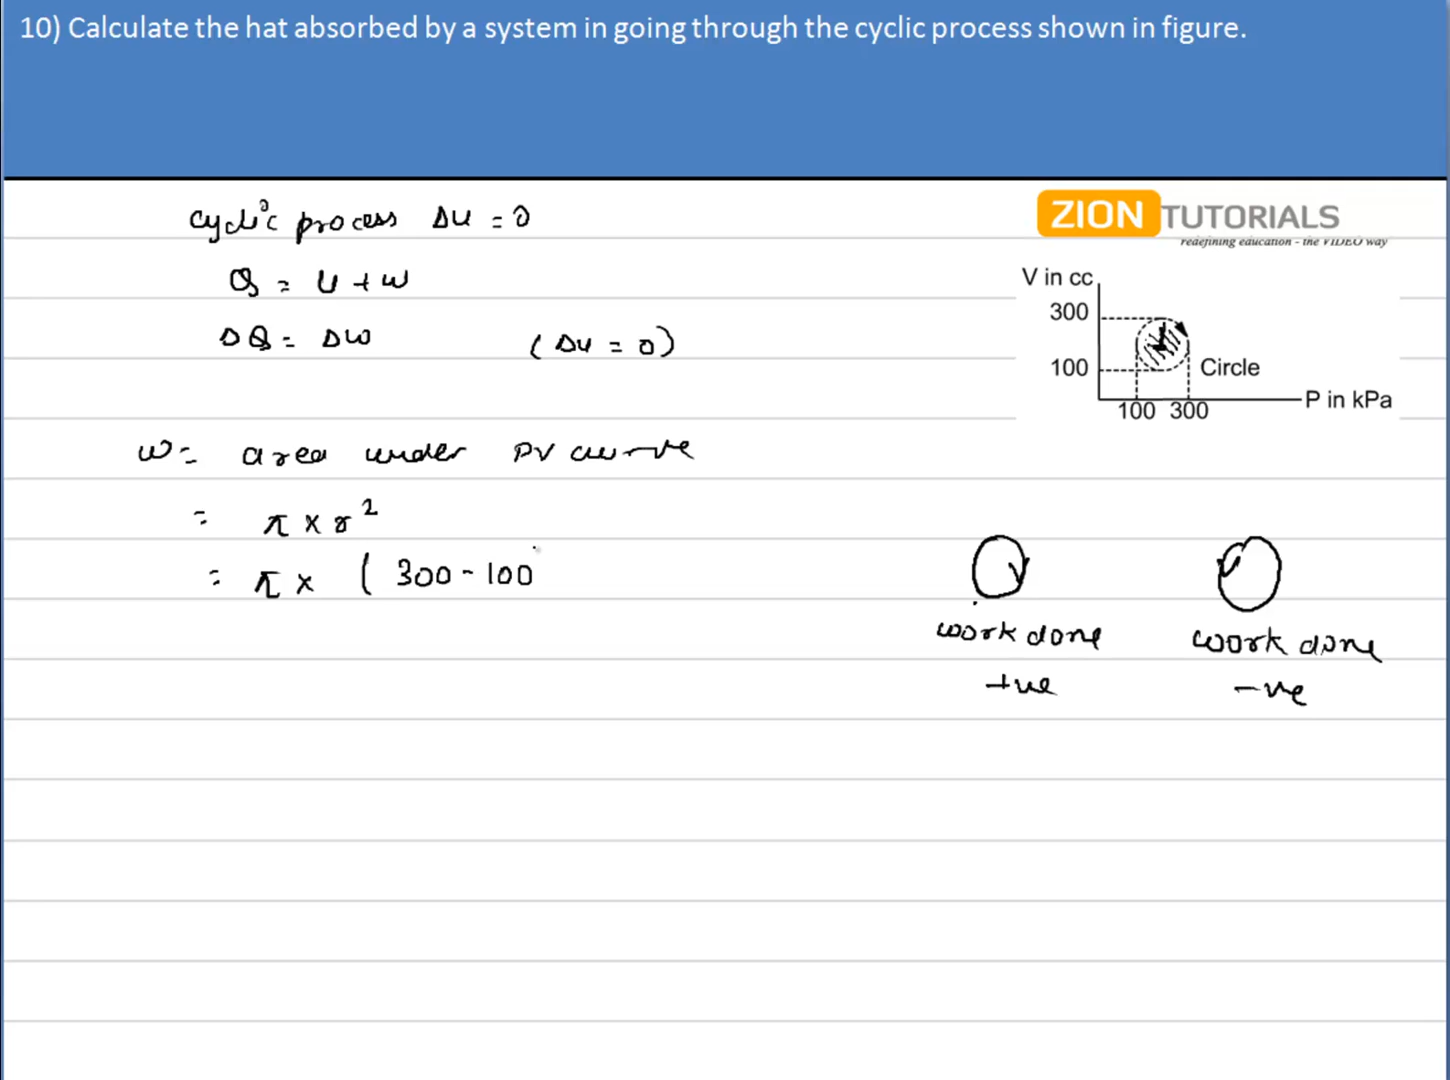 10) Calculate the hat absorbed by a system in going through the cyclic process shown in figure.
ZION TUTORIALS
redefining education - the VIDEO way
cyclic process Δu = 0
Q = U + w
ΔQ = Δw (Δu = 0)
V in cc
300
100
Circle
100 300
P in kPa
w = area under PV curve
= π × r²
= π × ( 300 - 100
work done
+ve
work done
-ve